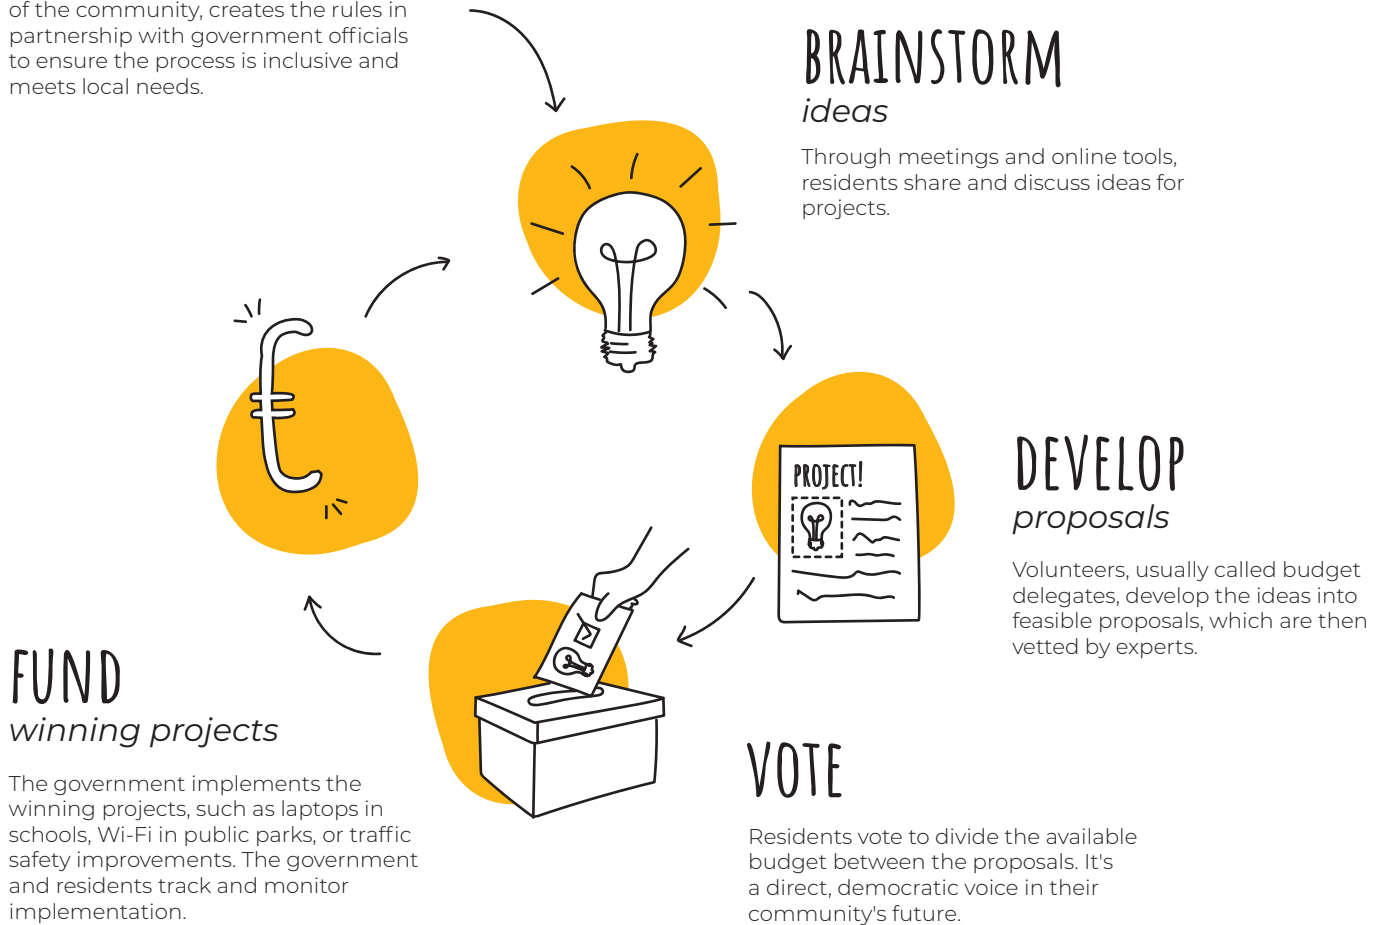 of the community, creates the rules in
partnership with government officials
to ensure the process is inclusive and
meets local needs.
BRAINSTORM
ideas
Through meetings and online tools,
residents share and discuss ideas for
projects.
PROJECT!
DEVELOP
proposals
Volunteers, usually called budget
delegates, develop the ideas into
feasible proposals, which are then
vetted by experts.
VOTE
Residents vote to divide the available
budget between the proposals. It's
a direct, democratic voice in their
community's future.
FUND
winning projects
The government implements the
winning projects, such as laptops in
schools, Wi-Fi in public parks, or traffic
safety improvements. The government
and residents track and monitor
implementation.